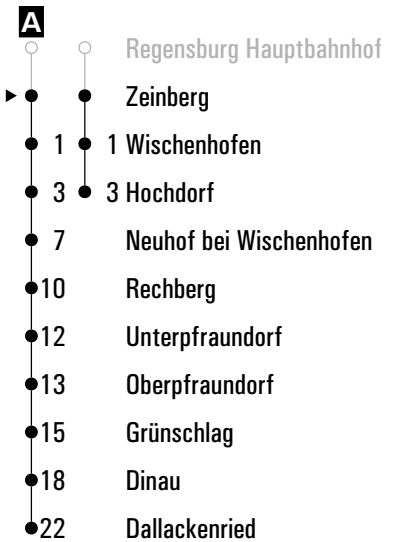 A
Regensburg Hauptbahnhof
Zeinberg
1 1 Wischenhofen
3 3 Hochdorf
7 Neuhof bei Wischenhofen
10 Rechberg
12 Unterpfraundorf
13 Oberpfraundorf
15 Grünschlag
18 Dinau
22 Dallackenried